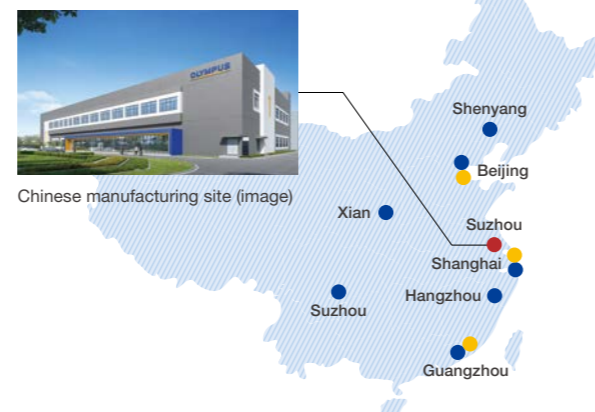 OLYMPUS
Chinese manufacturing site (image)
Shenyang
Beijing
Xian
Suzhou
Shanghai
Suzhou
Hangzhou
Guangzhou